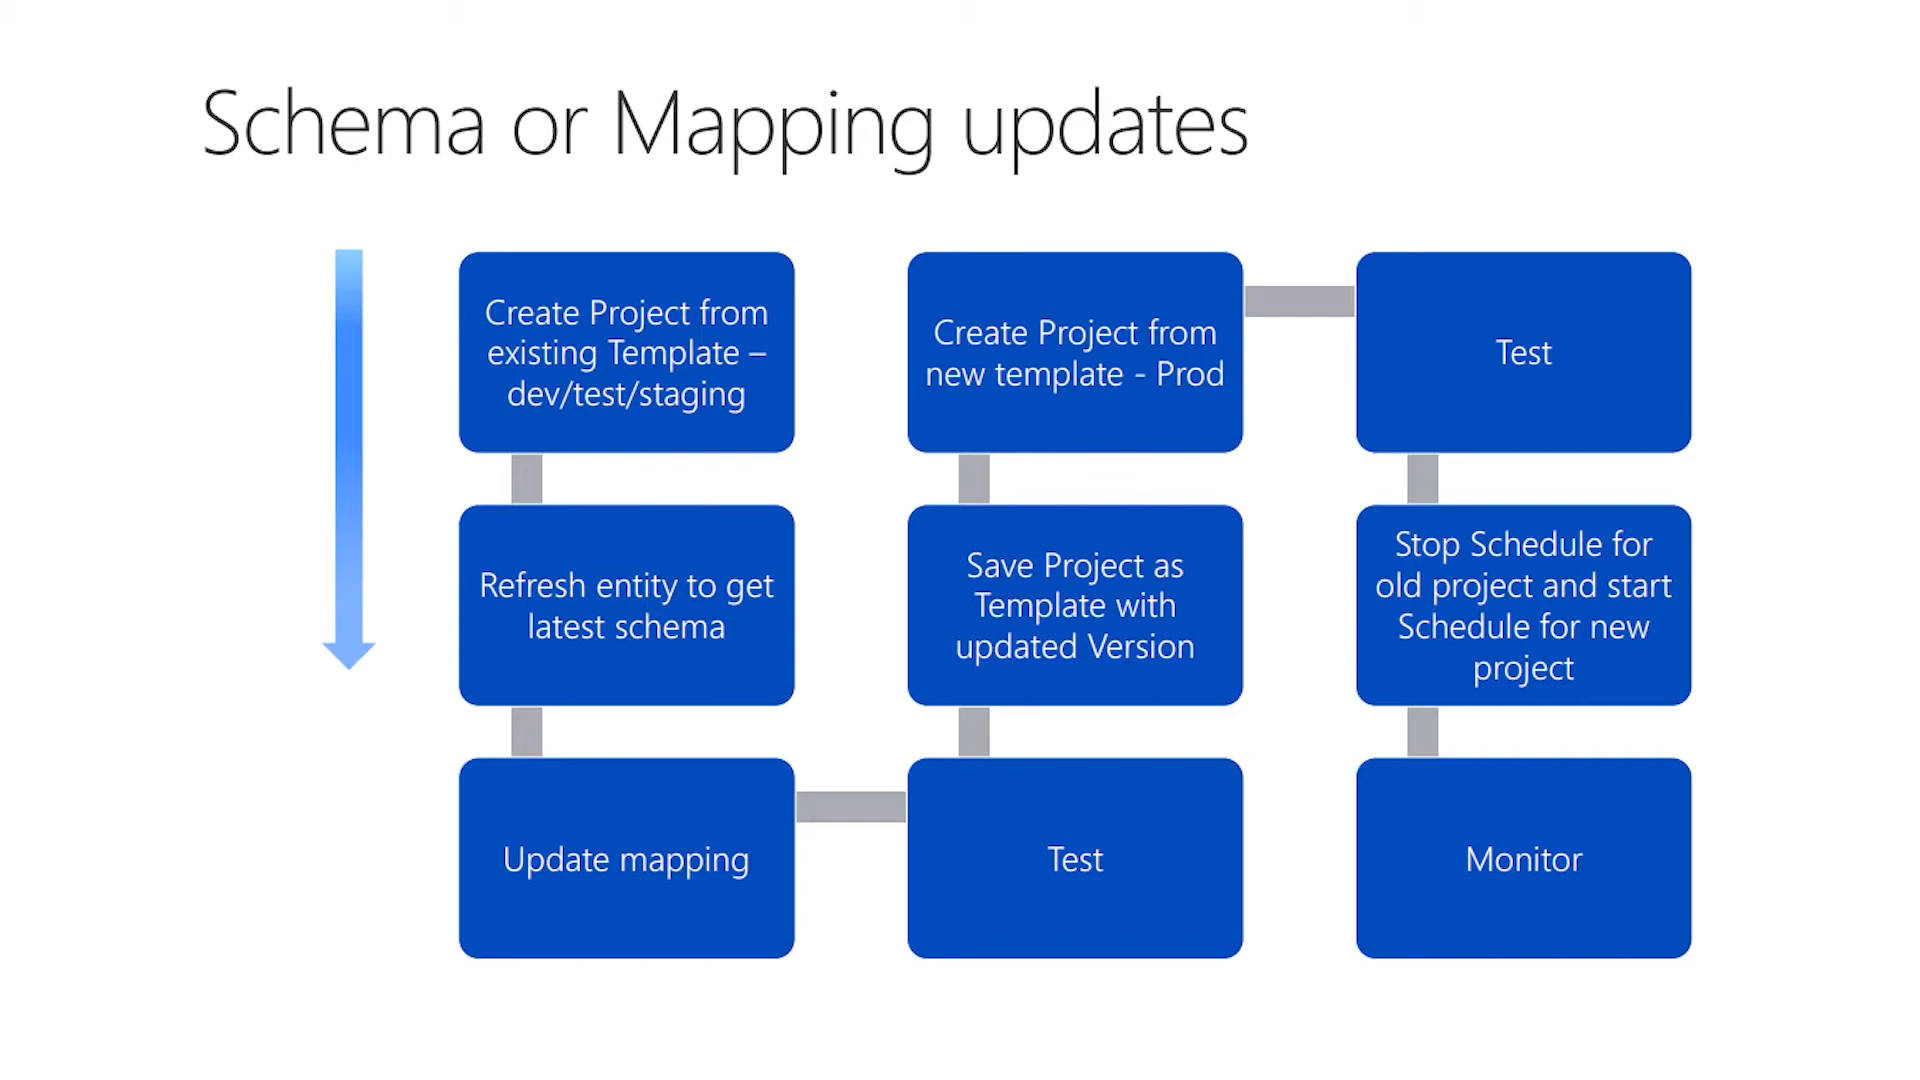 Schema or Mapping updates
Create Project from
existing Template –
dev/test/staging
Refresh entity to get
latest schema
Update mapping
Create Project from
new template - Prod
Save Project as
Template with
updated Version
Test
Test
Stop Schedule for
old project and start
Schedule for new
project
Monitor